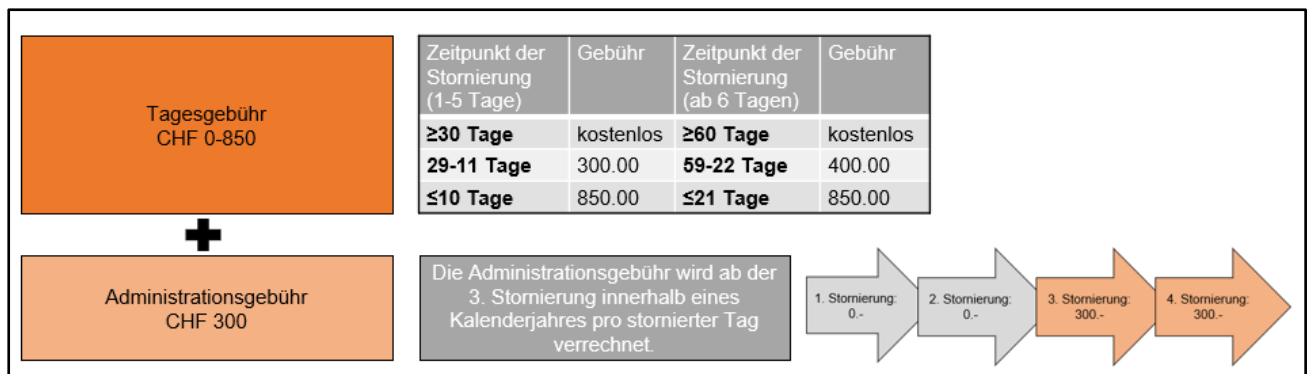 Tagesgebühr
CHF 0-850
Zeitpunkt der Stornierung (1-5 Tage) Gebühr Zeitpunkt der Stornierung (ab 6 Tagen) Gebühr
≥30 Tage kostenlos ≥60 Tage kostenlos
29-11 Tage 300.00 59-22 Tage 400.00
≤10 Tage 850.00 ≤21 Tage 850.00
Administrationsgebühr
CHF 300
Die Administrationsgebühr wird ab der
3. Stornierung innerhalb eines
Kalenderjahres pro stornierter Tag
verrechnet.
1. Stornierung:
0.-
2. Stornierung:
0.-
3. Stornierung:
300.-
4. Stornierung:
300.-